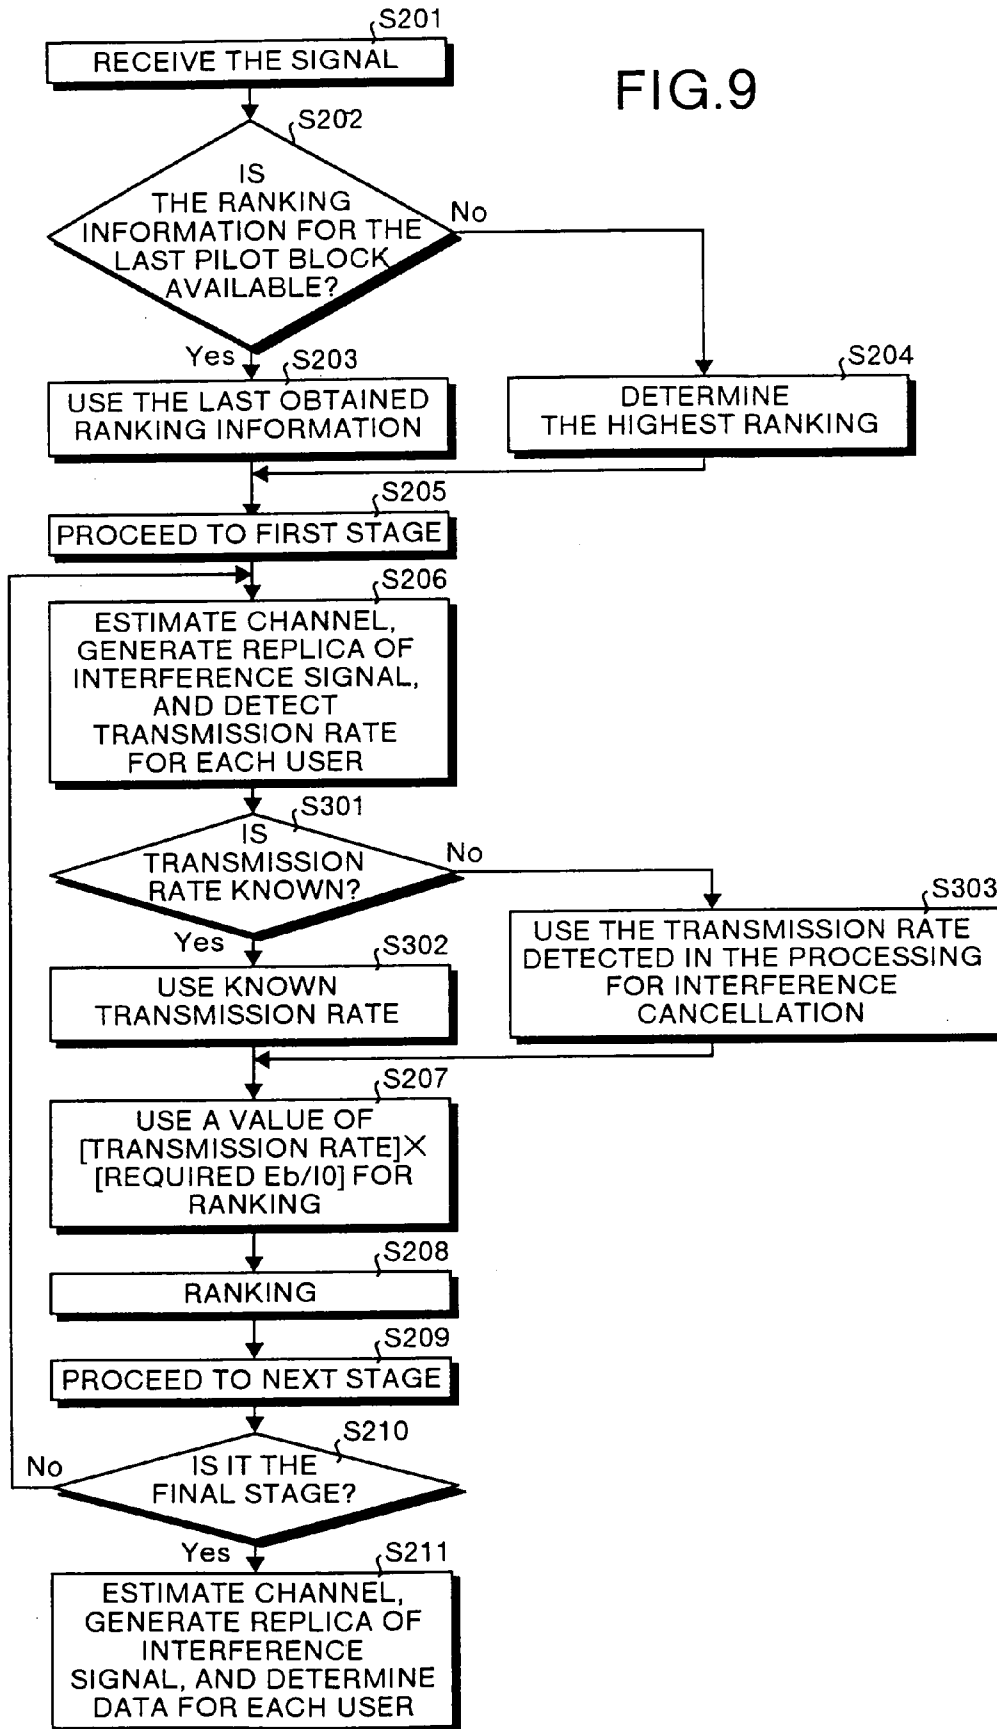 S201
RECEIVE THE SIGNAL
FIG.9
S202
IS
THE RANKING
INFORMATION FOR THE
LAST PILOT BLOCK
AVAILABLE?
No
Yes
S203
USE THE LAST OBTAINED
RANKING INFORMATION
S204
DETERMINE
THE HIGHEST RANKING
S205
PROCEED TO FIRST STAGE
S206
ESTIMATE CHANNEL,
GENERATE REPLICA OF
INTERFERENCE SIGNAL,
AND DETECT
TRANSMISSION RATE
FOR EACH USER
S301
IS
TRANSMISSION
RATE KNOWN?
No
Yes
S302
USE KNOWN
TRANSMISSION RATE
S303
USE THE TRANSMISSION RATE
DETECTED IN THE PROCESSING
FOR INTERFERENCE
CANCELLATION
S207
USE A VALUE OF
[TRANSMISSION RATE]×
[REQUIRED Eb/I0] FOR
RANKING
S208
RANKING
S209
PROCEED TO NEXT STAGE
S210
IS IT THE
FINAL STAGE?
No
Yes
S211
ESTIMATE CHANNEL,
GENERATE REPLICA OF
INTERFERENCE
SIGNAL, AND DETERMINE
DATA FOR EACH USER